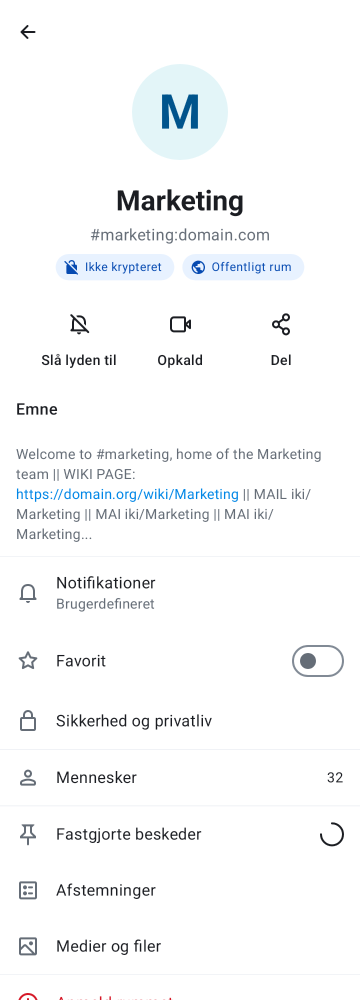 M
Marketing
#marketing:domain.com
Ikke krypteret
Offentligt rum
Slå lyden til
Opkald
Del
Emne
Welcome to #marketing, home of the Marketing
team || WIKI PAGE:
https://domain.org/wiki/Marketing || MAIL iki/
Marketing || MAI iki/Marketing || MAI iki/
Marketing...
Notifikationer
Brugerdefineret
Favorit
Sikkerhed og privatliv
Mennesker
32
Fastgjorte beskeder
Afstemninger
Medier og filer